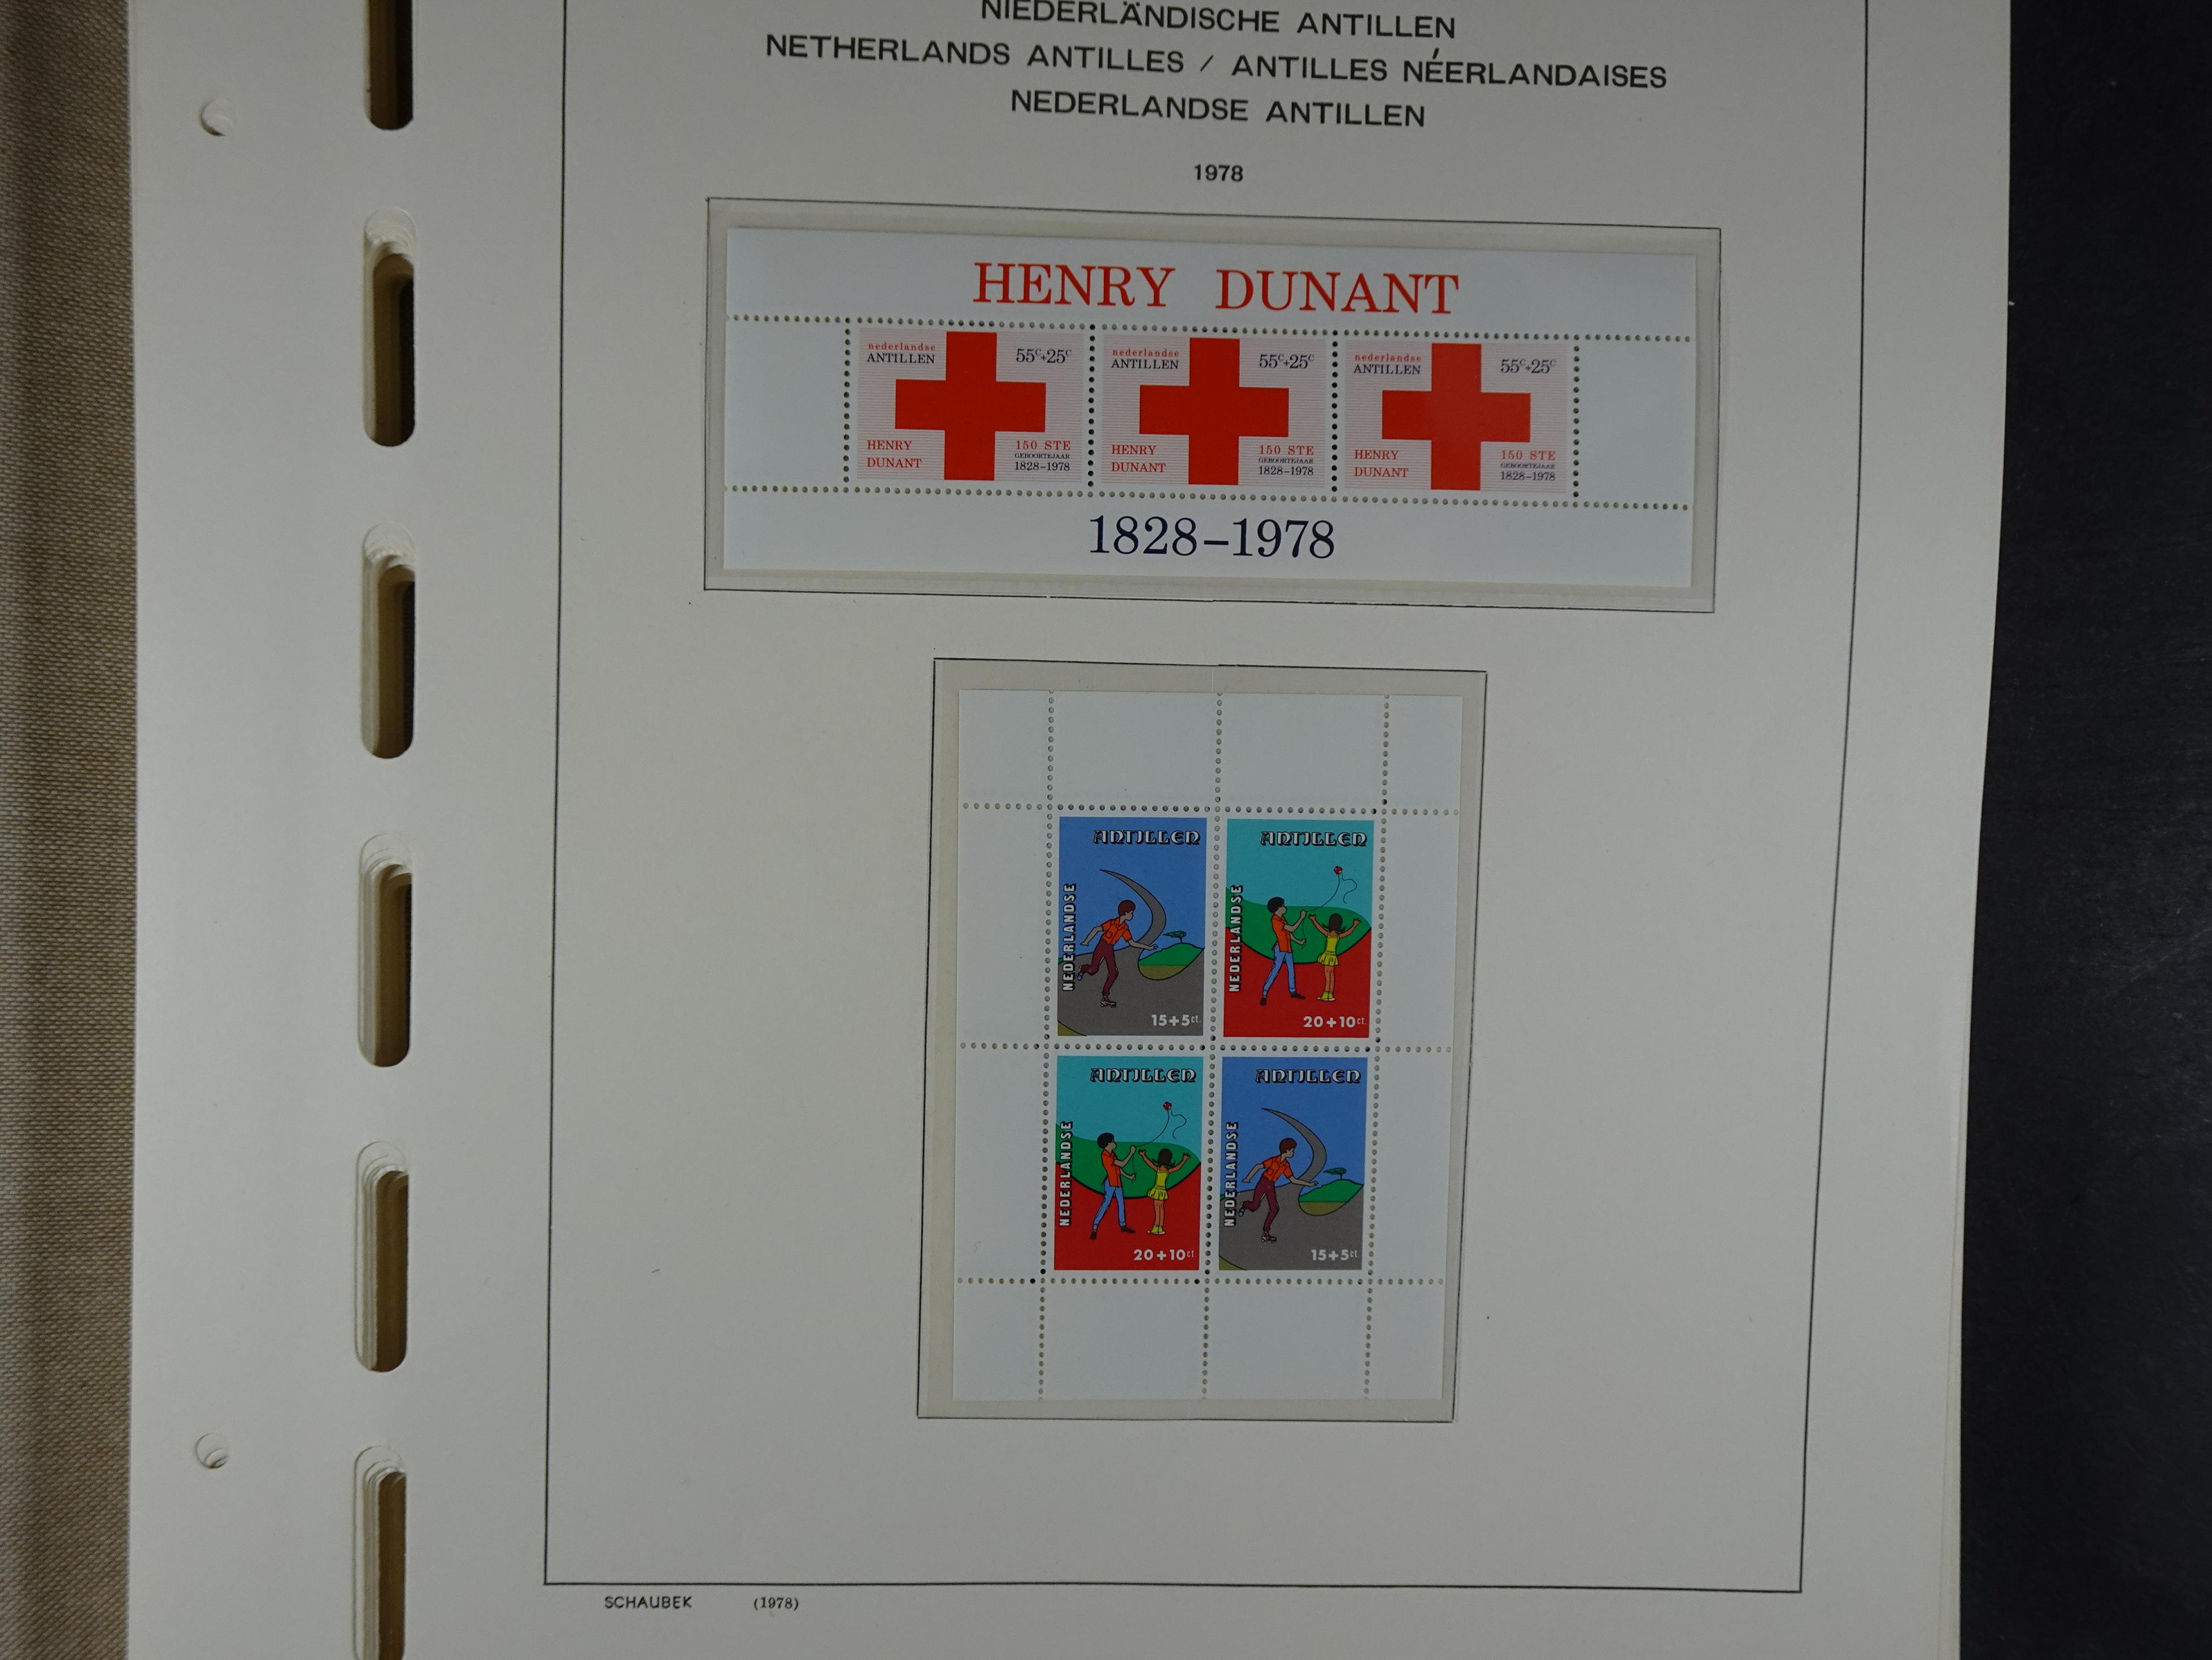 NIEDERLÄNDISCHE ANTILLEN
NETHERLANDS ANTILLES / ANTILLES NÉERLANDAISES
NEDERLANDSE ANTILLEN
1978
HENRY DUNANT
nederlandse
ANTILLEN
55c+25c
HENRY
DUNANT
150 STE
GEBOORTEJAAR
1828-1978
nederlandse
ANTILLEN
55c+25c
HENRY
DUNANT
150 STE
GEBOORTEJAAR
1828-1978
nederlandse
ANTILLEN
55c+25c
HENRY
DUNANT
150 STE
GEBOORTEJAAR
1828-1978
1828-1978
ANTILLEN
NEDERLANDSE
15+5ct.
ANTILLEN
NEDERLANDSE
20+10ct.
ANTILLEN
NEDERLANDSE
20+10ct.
ANTILLEN
NEDERLANDSE
15+5ct.
SCHAUBEK (1978)